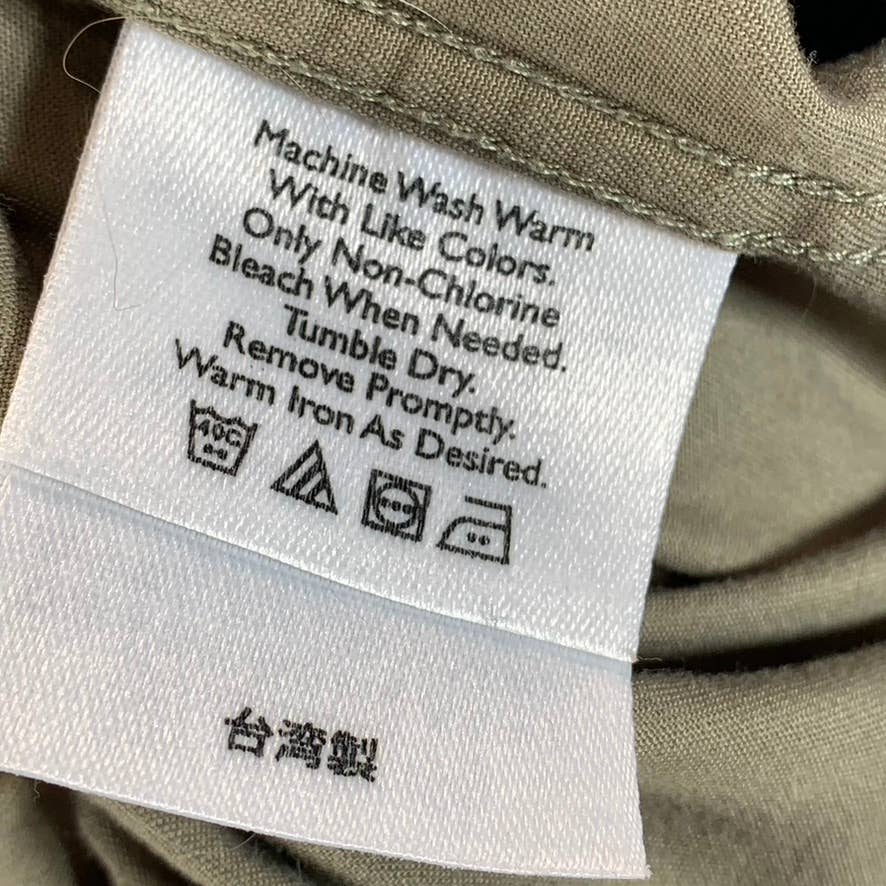 Machine Wash Warm
With Like Colors.
Only Non-Chlorine
Bleach When Needed.
Tumble Dry.
Remove Promptly.
Warm Iron As Desired.
40C
台湾製